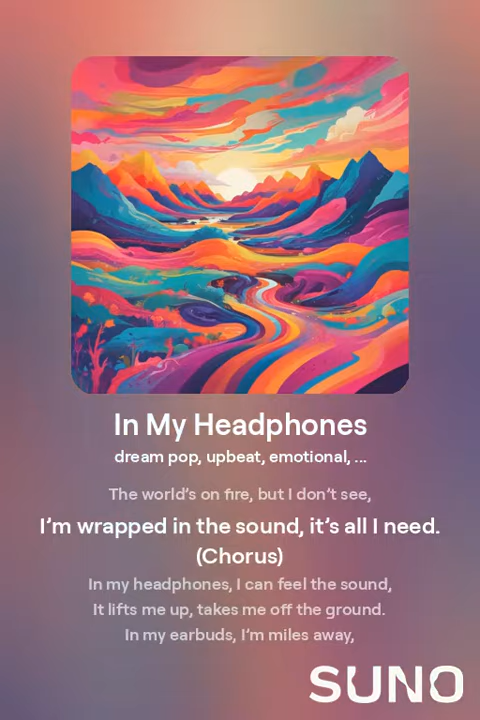 In My Headphones
dream pop, upbeat, emotional, ...
The world's on fire, but I don't see,
I'm wrapped in the sound, it's all I need.
(Chorus)
In my headphones, I can feel the sound,
It lifts me up, takes me off the ground.
In my earbuds, I'm miles away,
SUNO